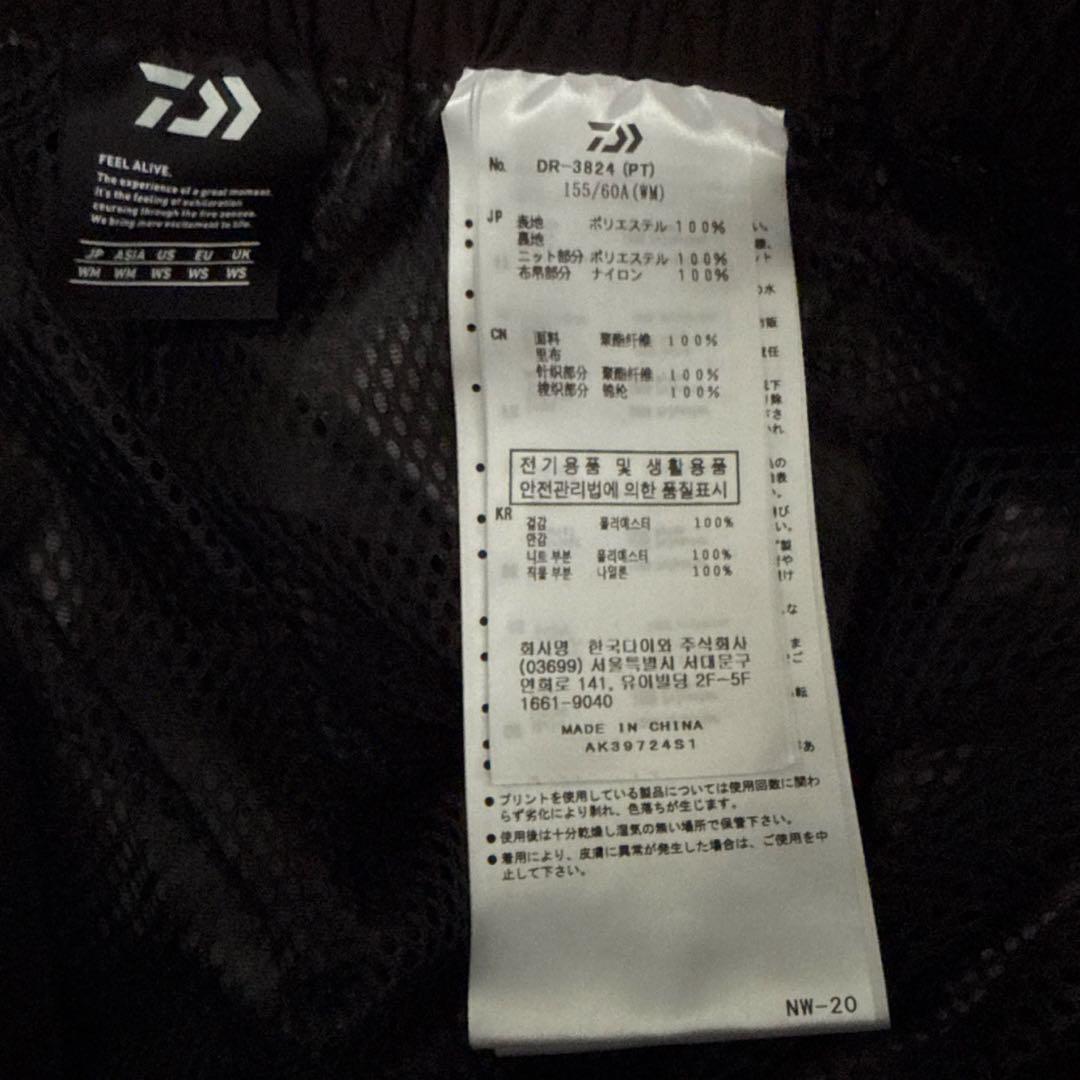 FEEL ALIVE.
The experience of a great moment.
It's the feeling of exhilaration
coursing through the five senses.
We bring more excitement to life.
JP ASIA US EU UK
WM WM WS WS WS
No. DR-3824 (PT)
155/60A(WM)
JP 表地 ポリエステル 100%
裏地
ニット部分 ポリエステル 100%
布帛部分 ナイロン 100%
CN 面料 聚酯纤维 100%
里布
针织部分 聚酯纤维 100%
梭织部分 锦纶 100%
전기용품 및 생활용품
안전관리법에 의한 품질표시
KR 겉감 폴리에스터 100%
안감
니트 부분 폴리에스터 100%
직물 부분 나일론 100%
회사명 한국다이와 주식회사
(03699) 서울특별시 서대문구
연희로 141, 유이빌딩 2F~5F
1661-9040
MADE IN CHINA
AK39724S1
●プリントを使用している製品については使用回数に関わ
らず劣化により剥れ、色落ちが生じます。
●使用後は十分乾燥し湿気の無い場所で保管下さい。
●着用により、皮膚に異常が発生した場合は、ご使用を中
止して下さい。
NW-20